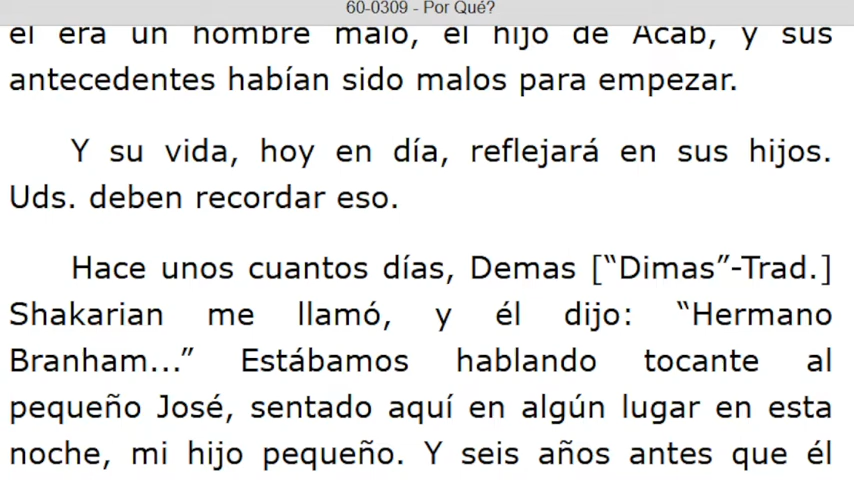 60-0309 - Por Qué?
él era un hombre malo, el hijo de Acab, y sus
antecedentes habían sido malos para empezar.
Y su vida, hoy en día, reflejará en sus hijos.
Uds. deben recordar eso.
Hace unos cuantos días, Demas [“Dimas”-Trad.]
Shakarian me llamó, y él dijo: “Hermano
Branham...” Estábamos hablando tocante al
pequeño José, sentado aquí en algún lugar en esta
noche, mi hijo pequeño. Y seis años antes que él